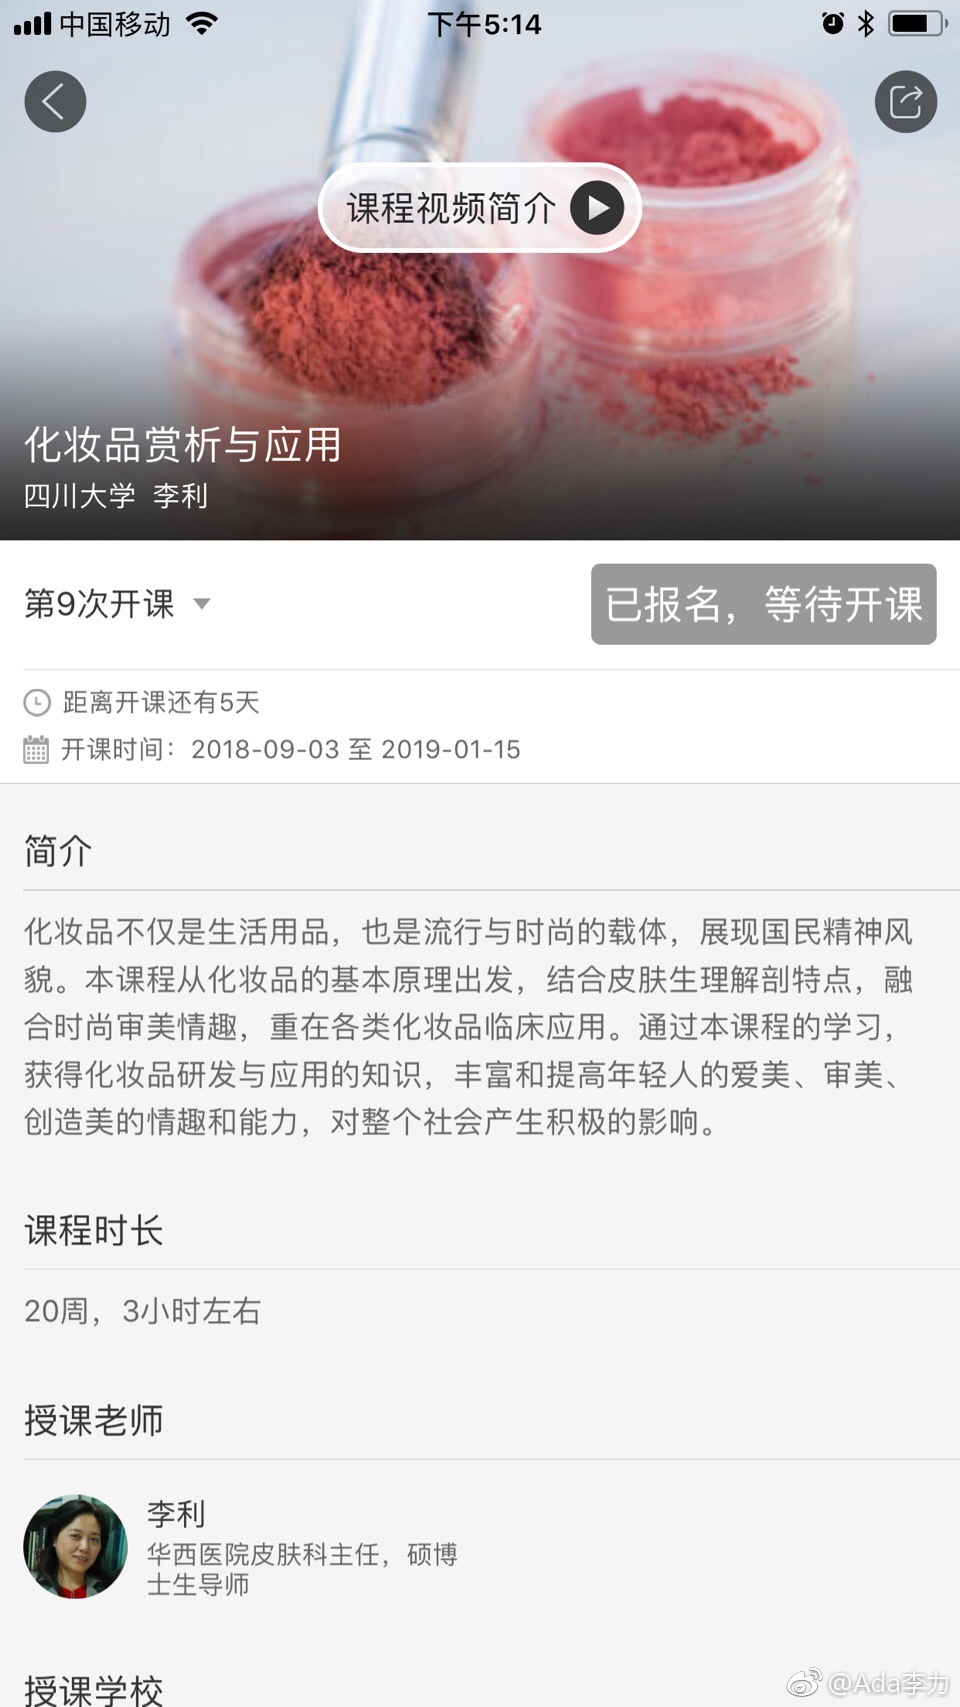 中国移动
下午5:14
课程视频简介
化妆品赏析与应用
四川大学 李利
第9次开课
已报名，等待开课
距离开课还有5天
开课时间：2018-09-03 至 2019-01-15
简介
化妆品不仅是生活用品，也是流行与时尚的载体，展现国民精神风
貌。本课程从化妆品的基本原理出发，结合皮肤生理解剖特点，融
合时尚审美情趣，重在各类化妆品临床应用。通过本课程的学习，
获得化妆品研发与应用的知识，丰富和提高年轻人的爱美、审美、
创造美的情趣和能力，对整个社会产生积极的影响。
课程时长
20周，3小时左右
授课老师
李利
华西医院皮肤科主任，硕博
士生导师
授课学校
@Ada李力